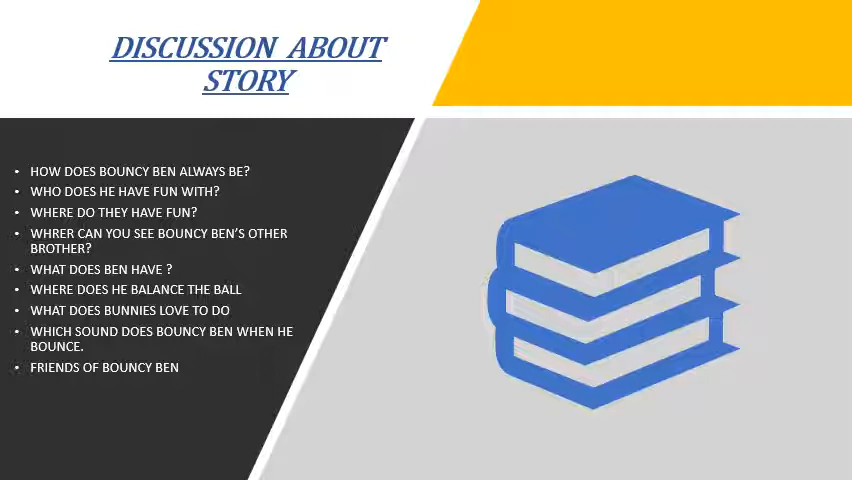 DISCUSSION ABOUT
STORY
• HOW DOES BOUNCY BEN ALWAYS BE?
• WHO DOES HE HAVE FUN WITH?
• WHERE DO THEY HAVE FUN?
• WHRER CAN YOU SEE BOUNCY BEN'S OTHER
BROTHER?
• WHAT DOES BEN HAVE ?
• WHERE DOES HE BALANCE THE BALL
• WHAT DOES BUNNIES LOVE TO DO
• WHICH SOUND DOES BOUNCY BEN WHEN HE
BOUNCE.
• FRIENDS OF BOUNCY BEN